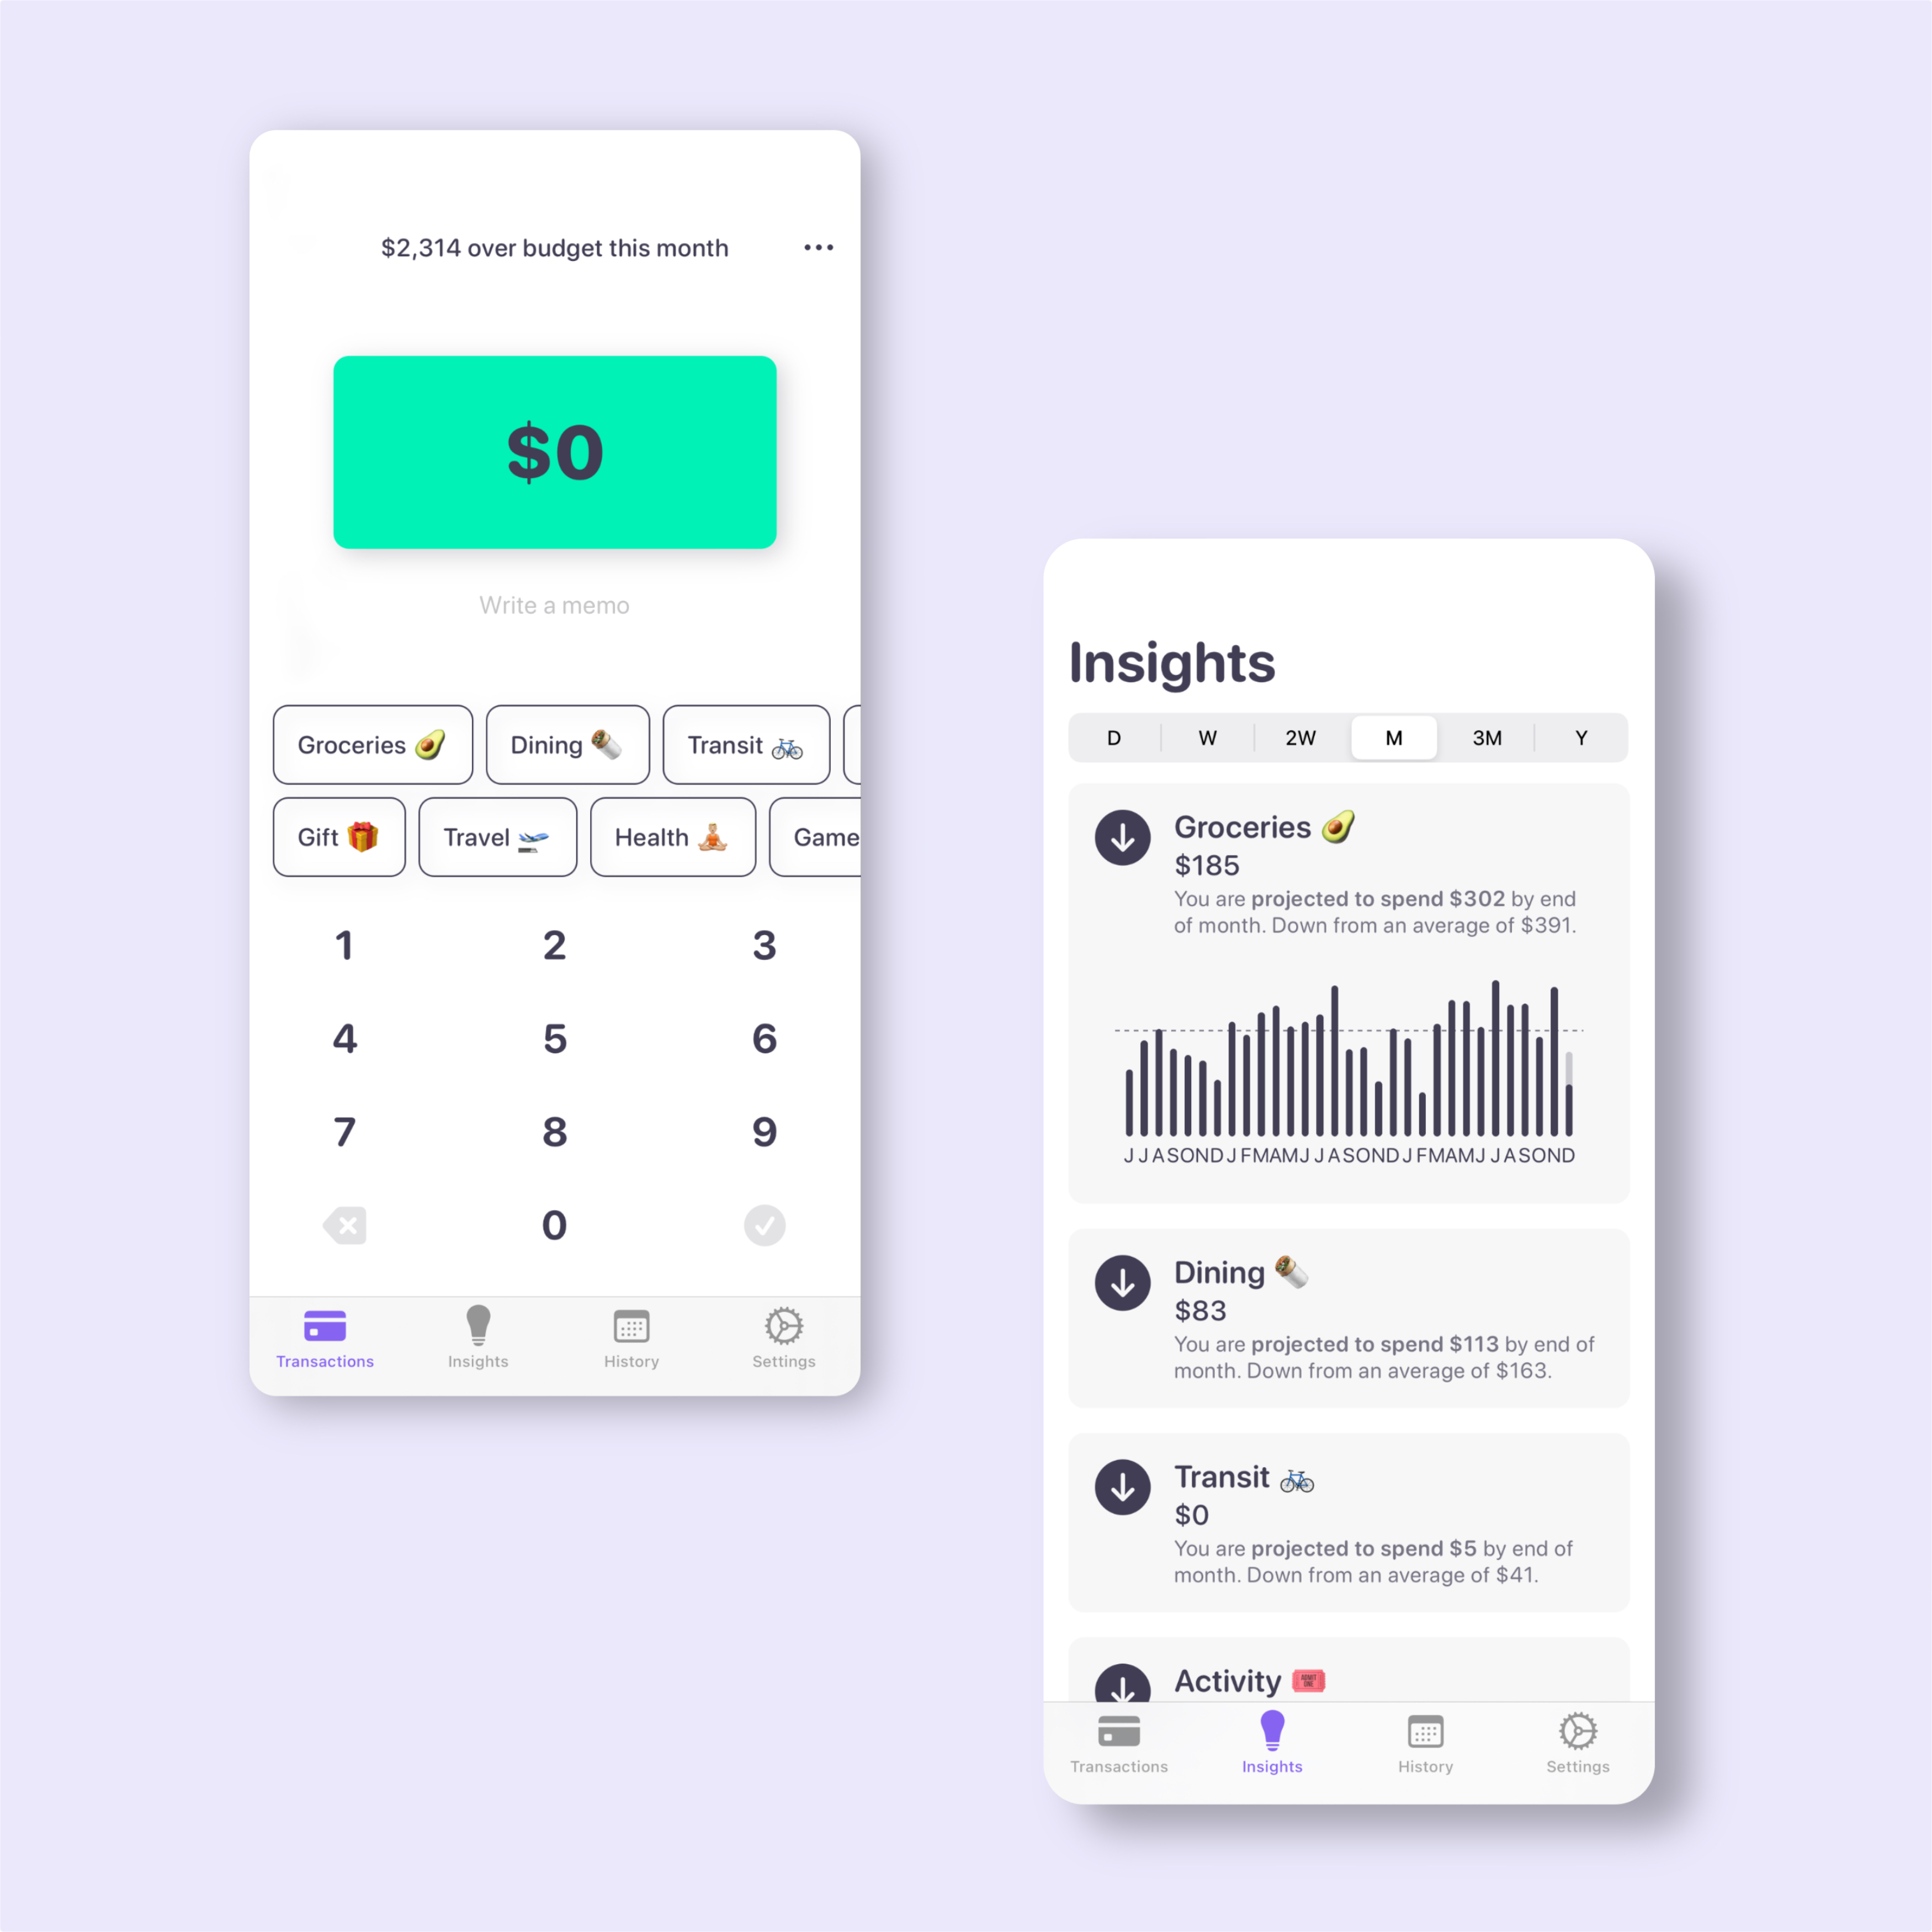 $2,314 over budget this month
$0
Write a memo
Groceries 🥑 Dining 🌯 Transit 🚲
Gift 🎁 Travel 🛫 Health 🧘🏼 Game
1 2 3
4 5 6
7 8 9
0
Transactions Insights History Settings
Insights
D W 2W M 3M Y
Groceries 🥑
$185
You are projected to spend $302 by end
of month. Down from an average of $391.
J J A S O N D J F M A M J J A S O N D J F M A M J J A S O N D
Dining 🌯
$83
You are projected to spend $113 by end of
month. Down from an average of $163.
Transit 🚲
$0
You are projected to spend $5 by end of
month. Down from an average of $41.
Activity 🎟️
ADMIT
ONE
Transactions Insights History Settings